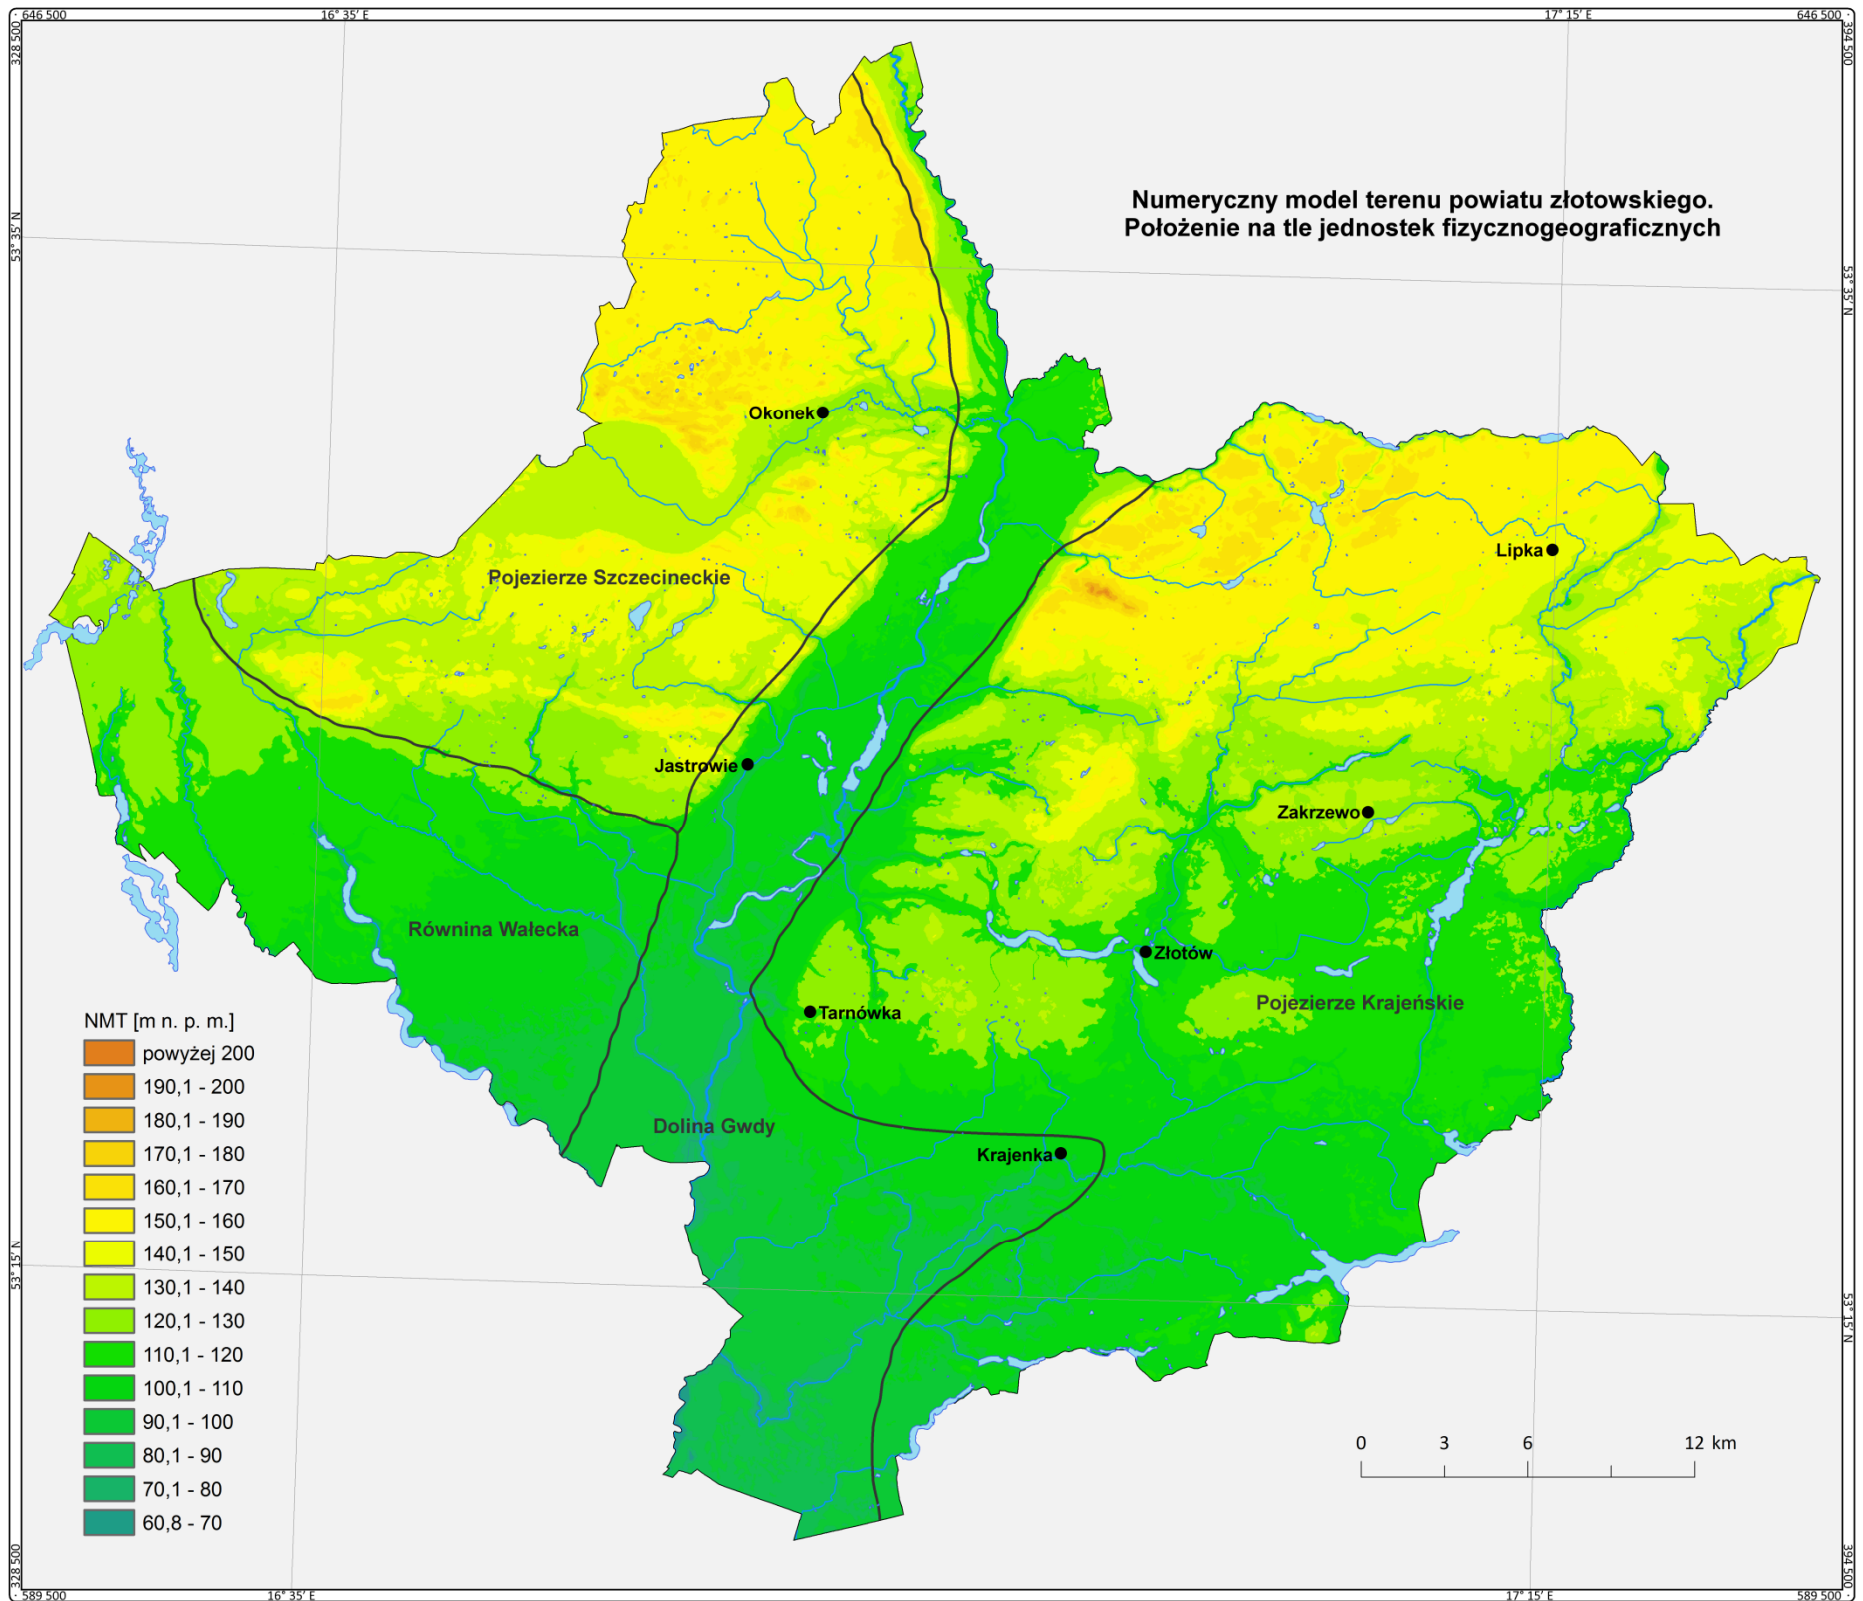 646 500
16° 35' E
17° 15' E
646 500
328 500
394 500
53° 35' N
53° 35' N
Numeryczny model terenu powiatu złotowskiego.
Położenie na tle jednostek fizycznogeograficznych
Okonek
Lipka
Pojezierze Szczecineckie
Jastrowie
Zakrzewo
Równina Wałecka
Złotów
Pojezierze Krajeńskie
Tarnówka
Dolina Gwdy
Krajenka
NMT [m n. p. m.]
powyżej 200
190,1 - 200
180,1 - 190
170,1 - 180
160,1 - 170
150,1 - 160
140,1 - 150
130,1 - 140
120,1 - 130
110,1 - 120
100,1 - 110
90,1 - 100
80,1 - 90
70,1 - 80
60,8 - 70
53° 15' N
53° 15' N
0 3 6 12 km
328 500
394 500
589 500
16° 35' E
17° 15' E
589 500